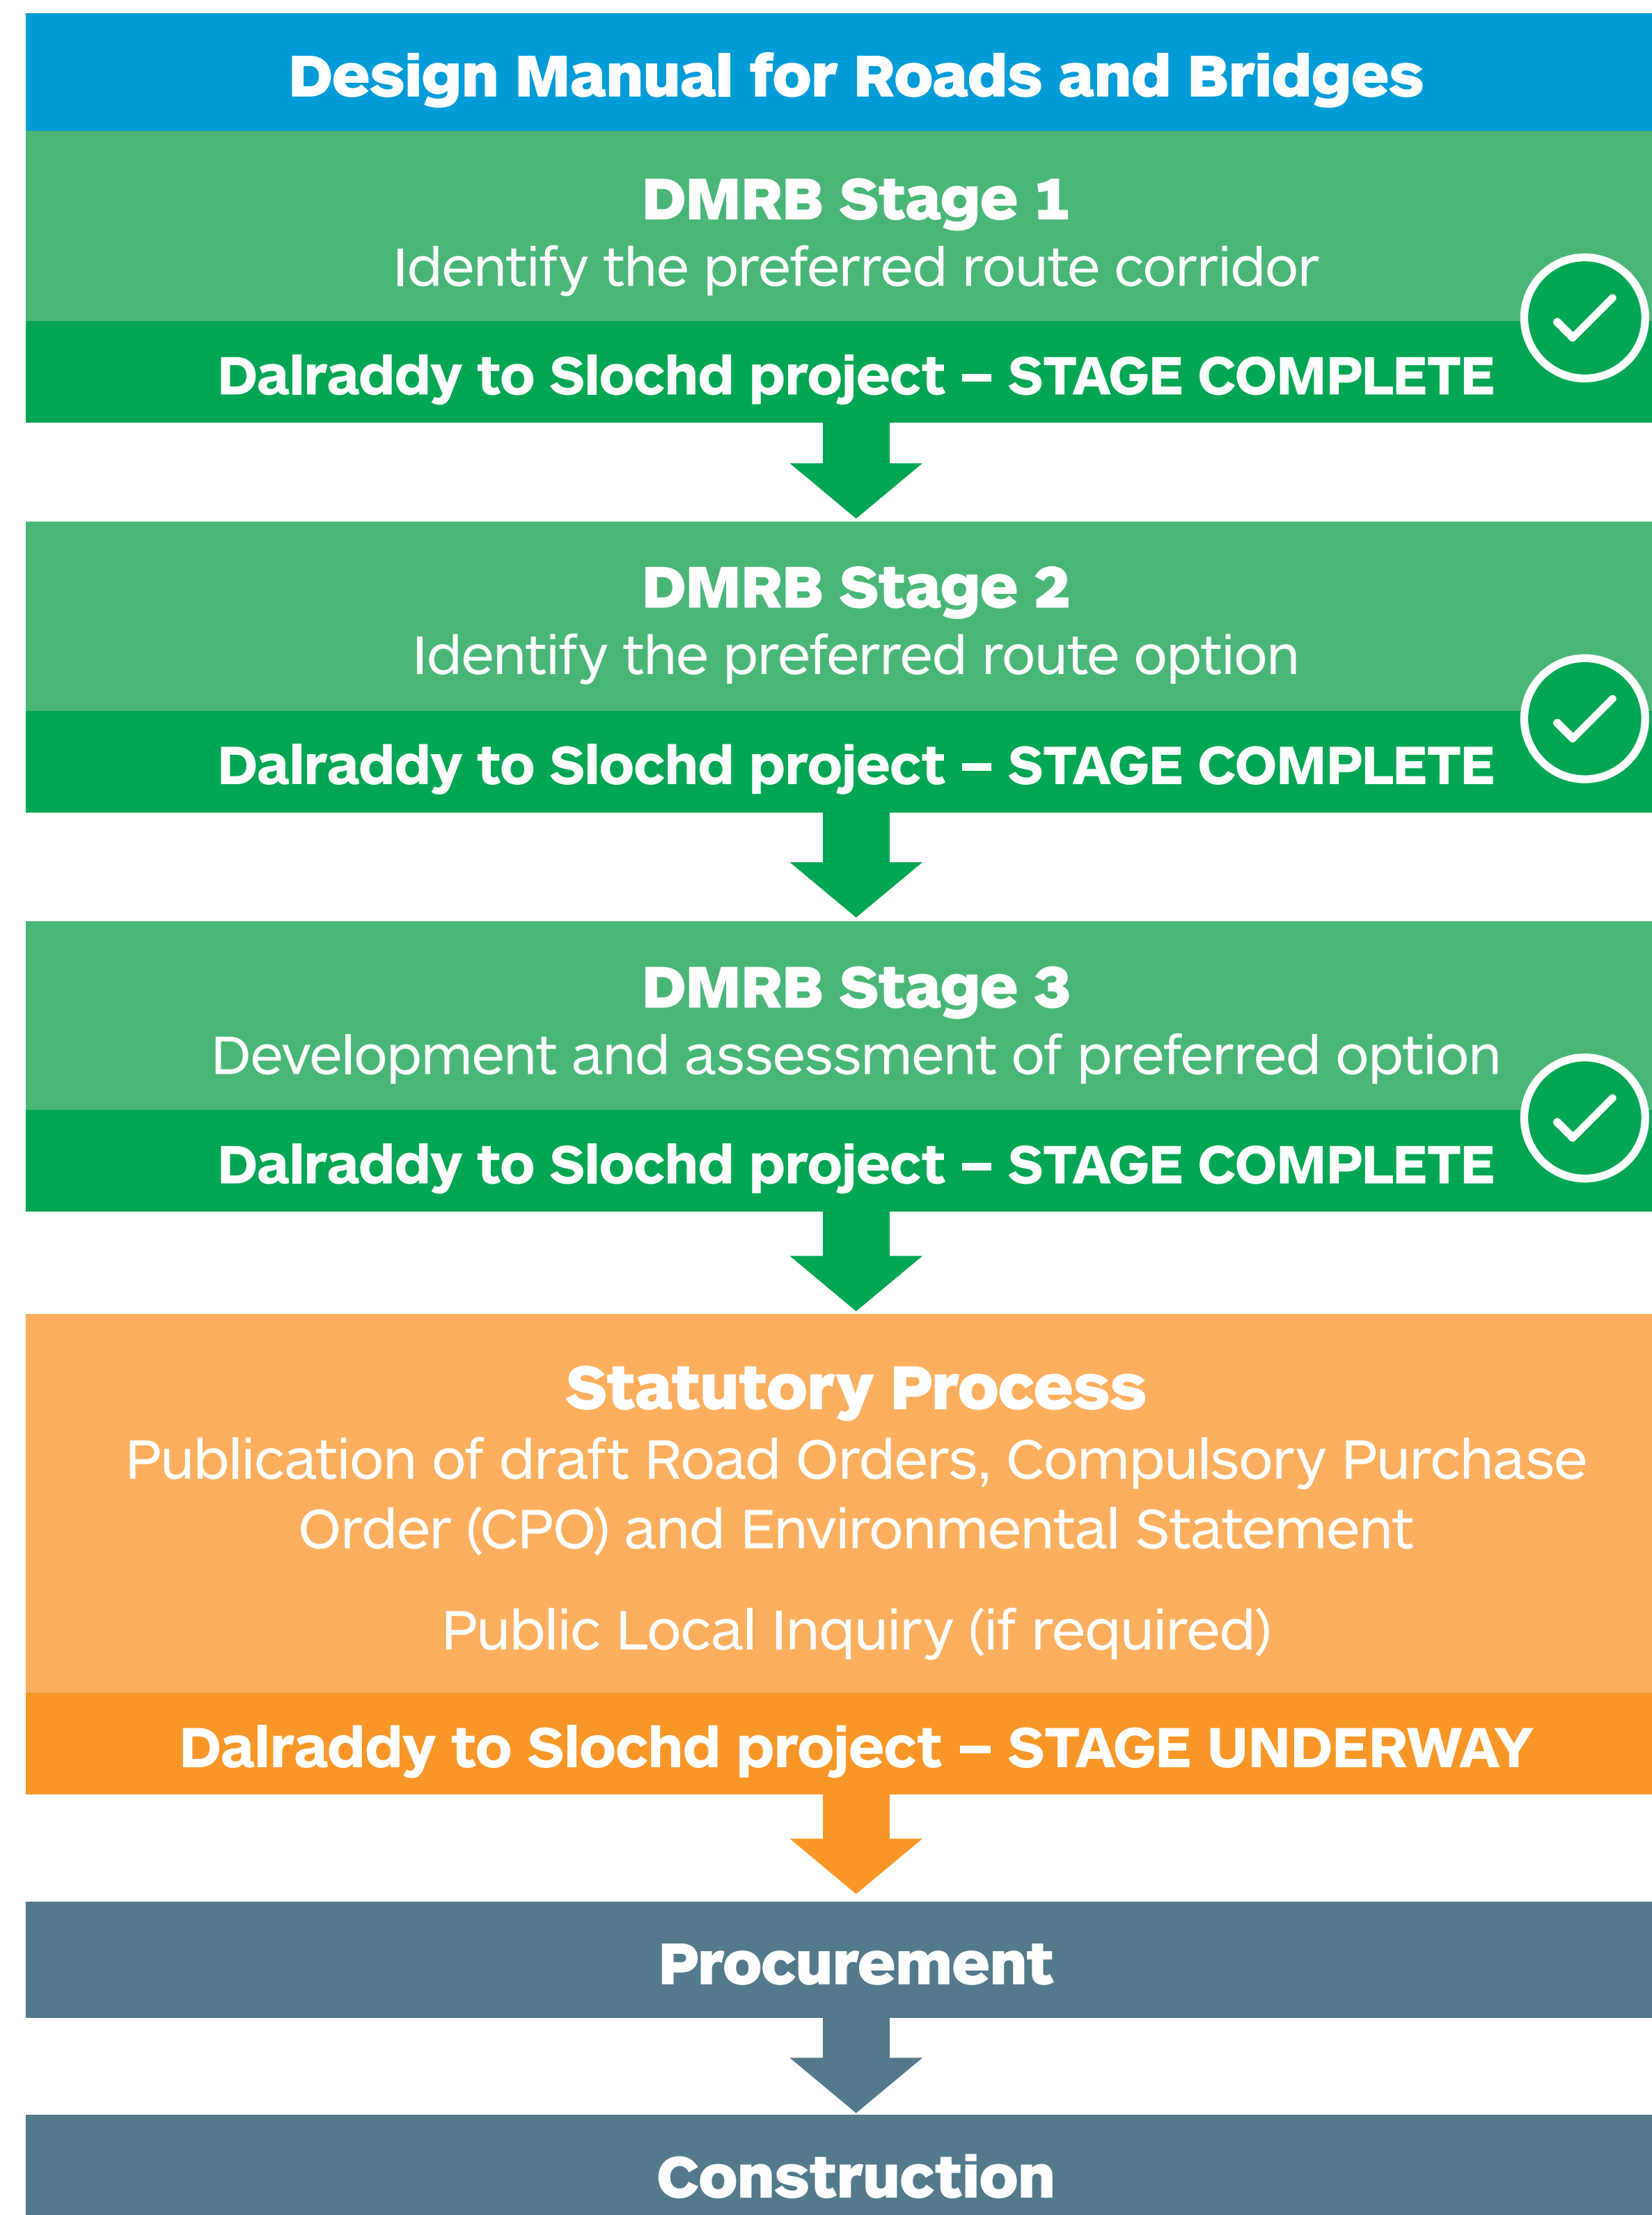 Design Manual for Roads and Bridges
DMRB Stage 1
Identify the preferred route corridor
Dalraddy to Slochd project – STAGE COMPLETE
DMRB Stage 2
Identify the preferred route option
Dalraddy to Slochd project – STAGE COMPLETE
DMRB Stage 3
Development and assessment of preferred option
Dalraddy to Slochd project – STAGE COMPLETE
Statutory Process
Publication of draft Road Orders, Compulsory Purchase
Order (CPO) and Environmental Statement
Public Local Inquiry (if required)
Dalraddy to Slochd project – STAGE UNDERWAY
Procurement
Construction